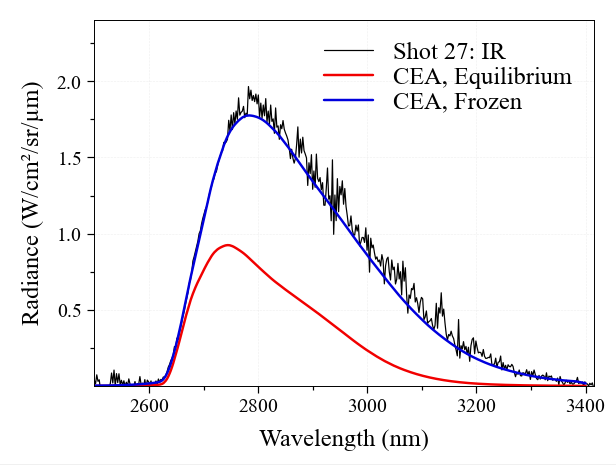 Shot 27: IR
CEA, Equilibrium
CEA, Frozen
Radiance (W/cm²/sr/μm)
2.0
1.5
1.0
0.5
2600 2800 3000 3200 3400
Wavelength (nm)